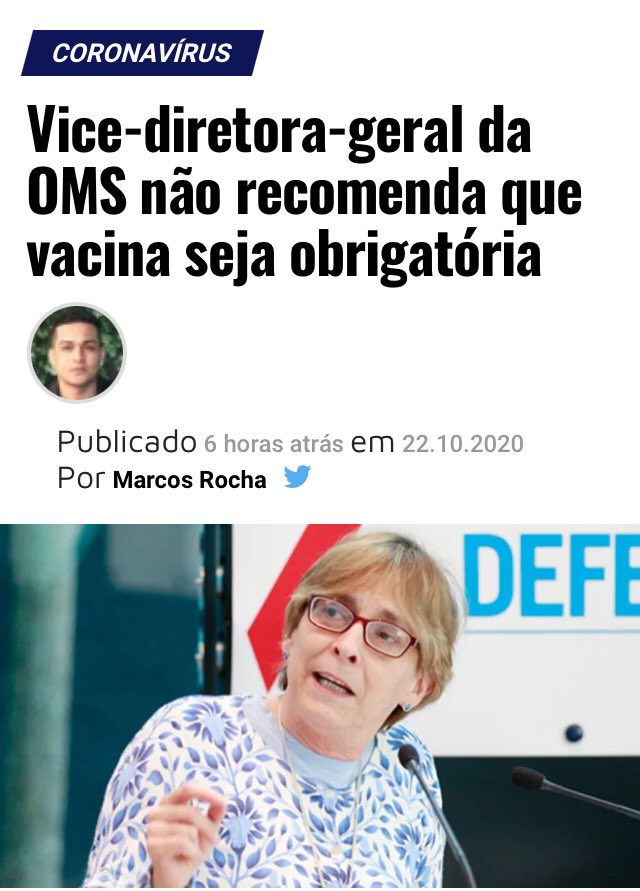 CORONAVÍRUS
Vice-diretora-geral da
OMS não recomenda que
vacina seja obrigatória
Publicado 6 horas atrás em 22.10.2020
Por Marcos Rocha
DEFE